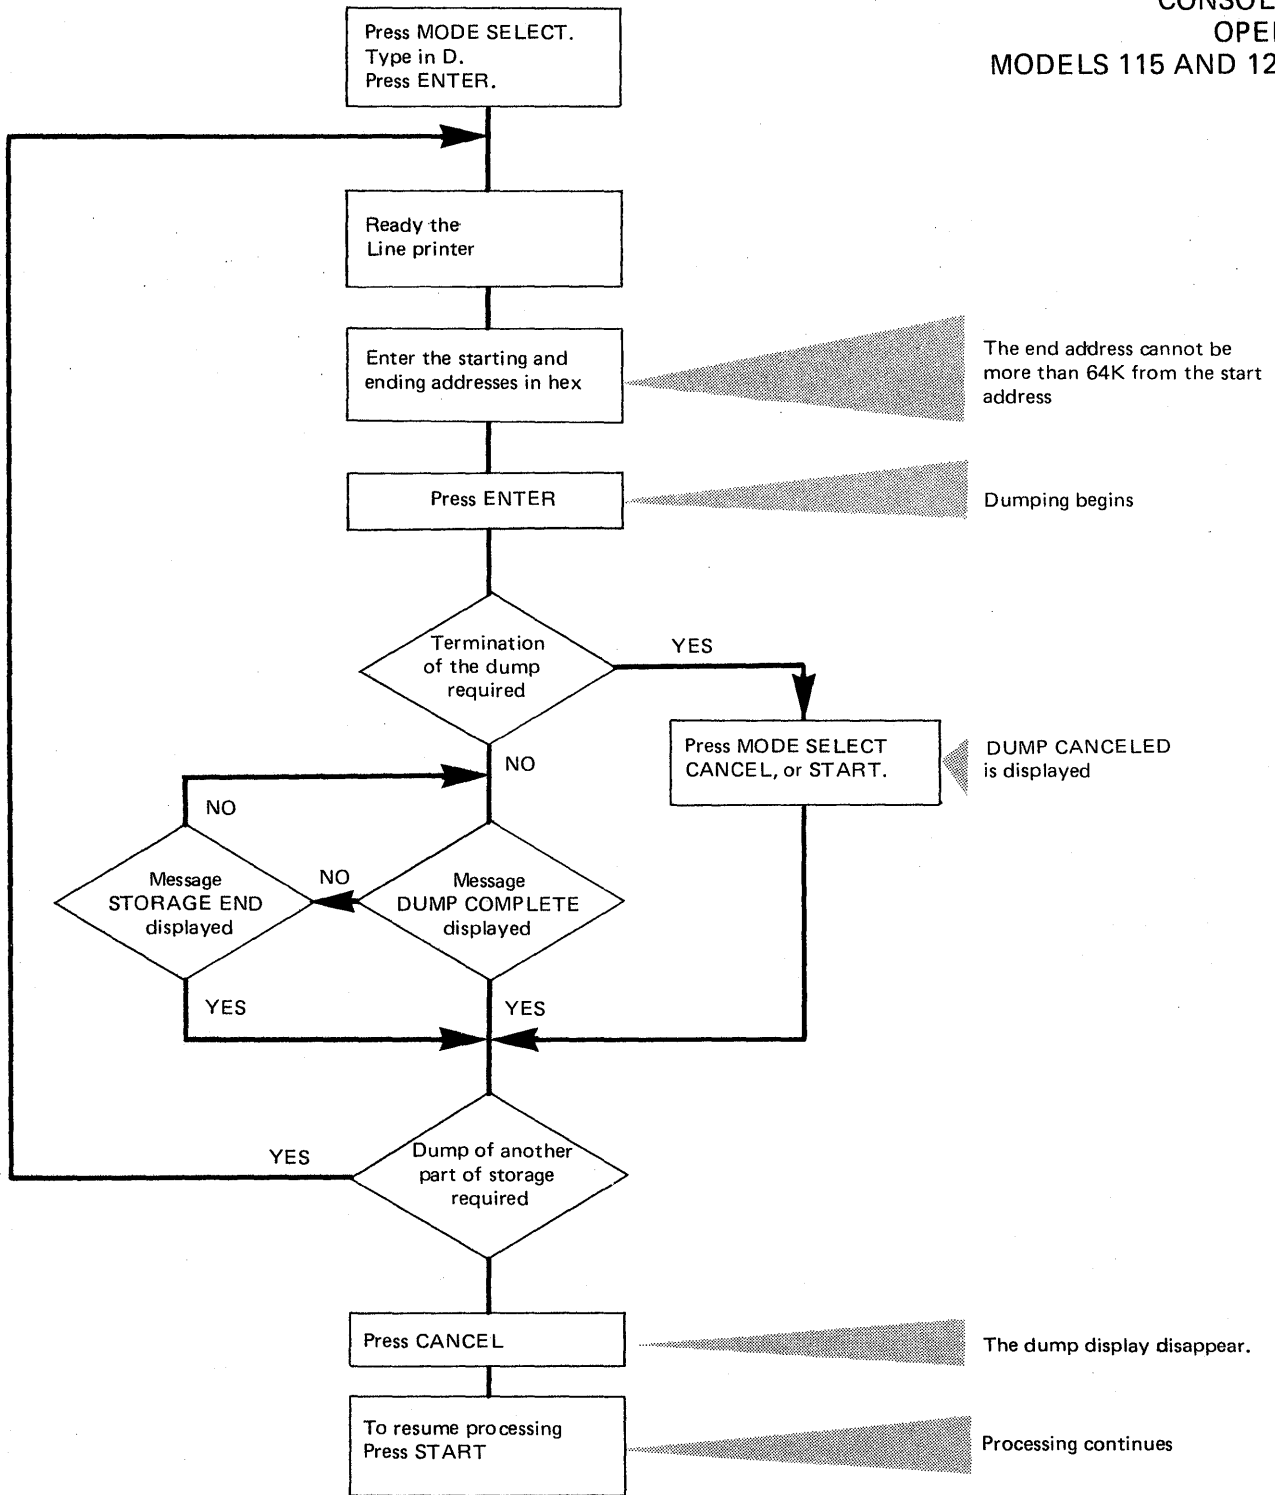 CONSOL
OPE
MODELS 115 AND 12
Press MODE SELECT.
Type in D.
Press ENTER.
Ready the
Line printer
Enter the starting and
ending addresses in hex
The end address cannot be
more than 64K from the start
address
Press ENTER
Dumping begins
Termination
of the dump
required
YES
Press MODE SELECT
CANCEL, or START.
DUMP CANCELED
is displayed
NO
NO
Message
STORAGE END
displayed
NO
Message
DUMP COMPLETE
displayed
YES
YES
Dump of another
part of storage
required
YES
Press CANCEL
The dump display disappear.
To resume processing
Press START
Processing continues